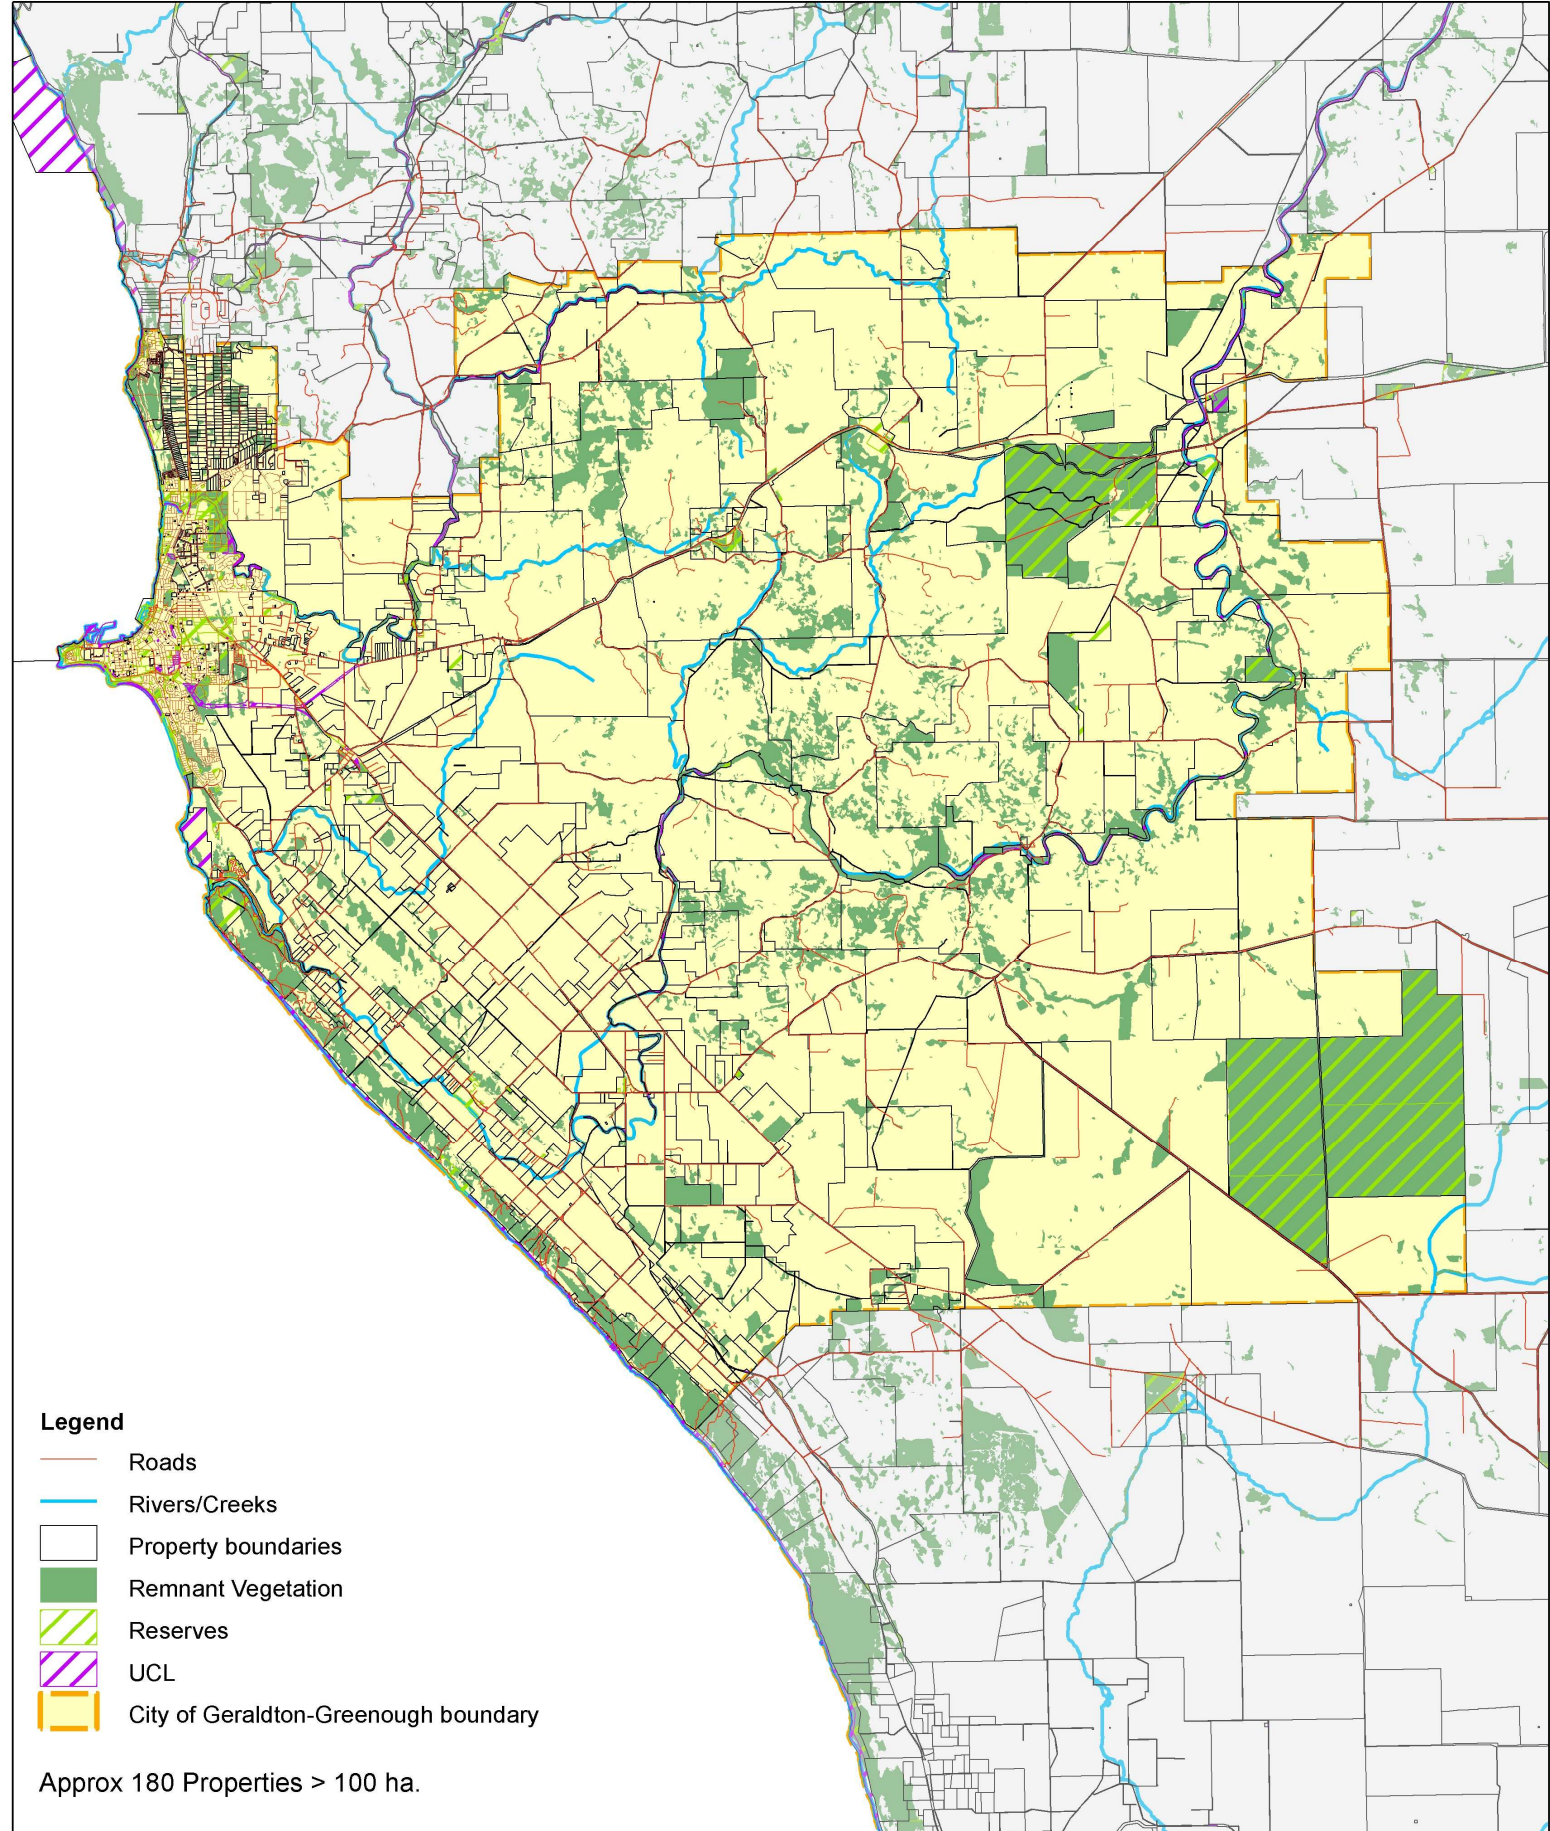 Legend
Roads
Rivers/Creeks
Property boundaries
Remnant Vegetation
Reserves
UCL
City of Geraldton-Greenough boundary
Approx 180 Properties > 100 ha.